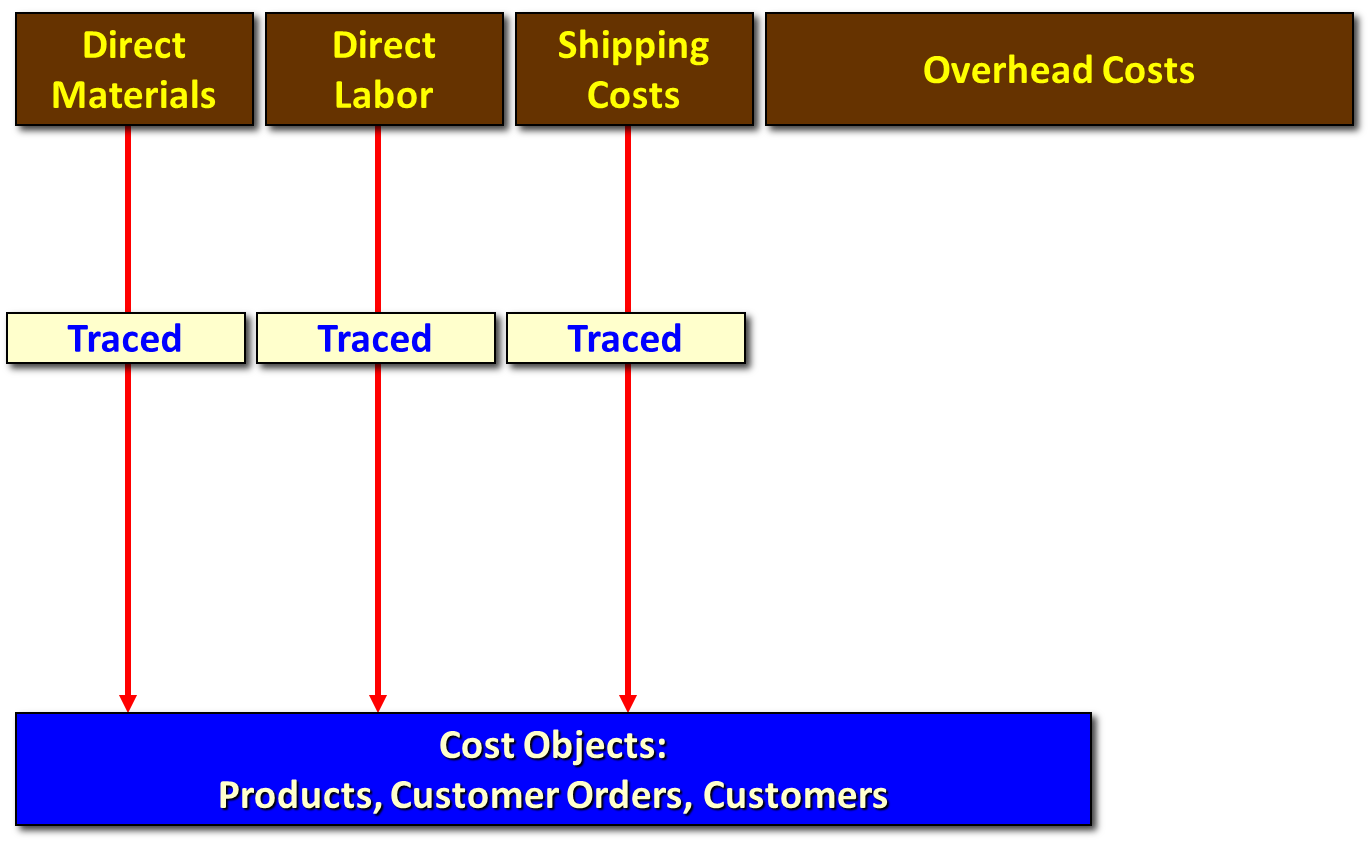 Direct
Materials
Direct
Labor
Shipping
Costs
Overhead Costs
Traced
Traced
Traced
Cost Objects:
Products, Customer Orders, Customers